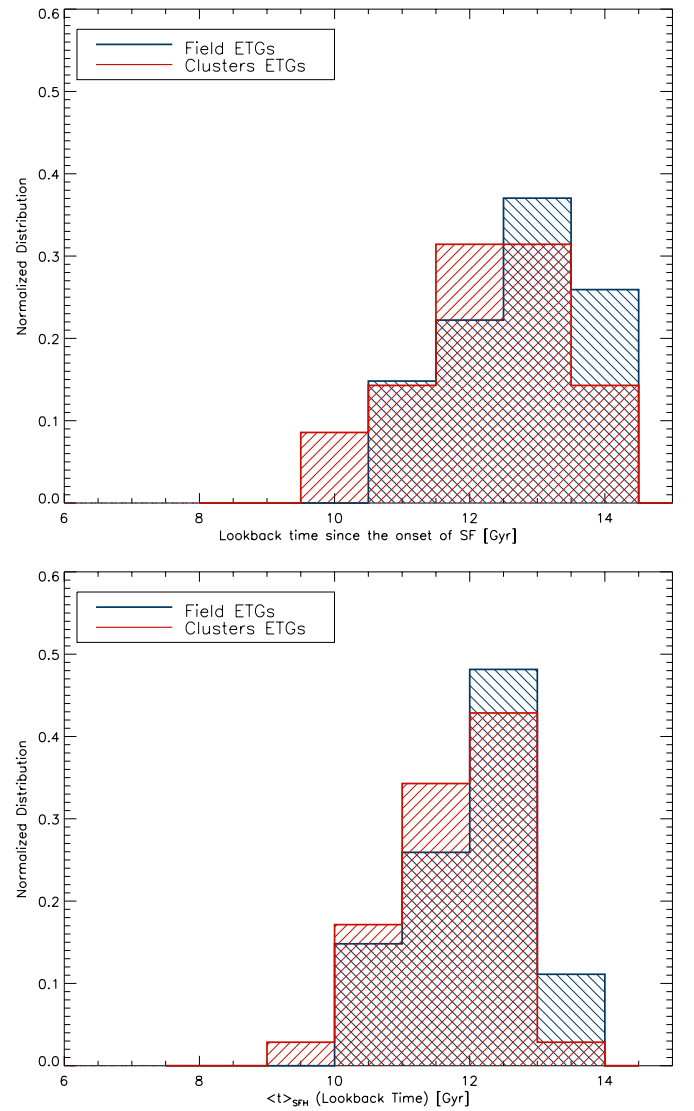 0.6
0.5
0.4
0.3
0.2
0.1
0.0
Normalized Distribution
Field ETGs
Clusters ETGs
6 8 10 12 14
Lookback time since the onset of SF [Gyr]
0.6
0.5
0.4
0.3
0.2
0.1
0.0
Normalized Distribution
Field ETGs
Clusters ETGs
6 8 10 12 14
<t>SFH (Lookback Time) [Gyr]